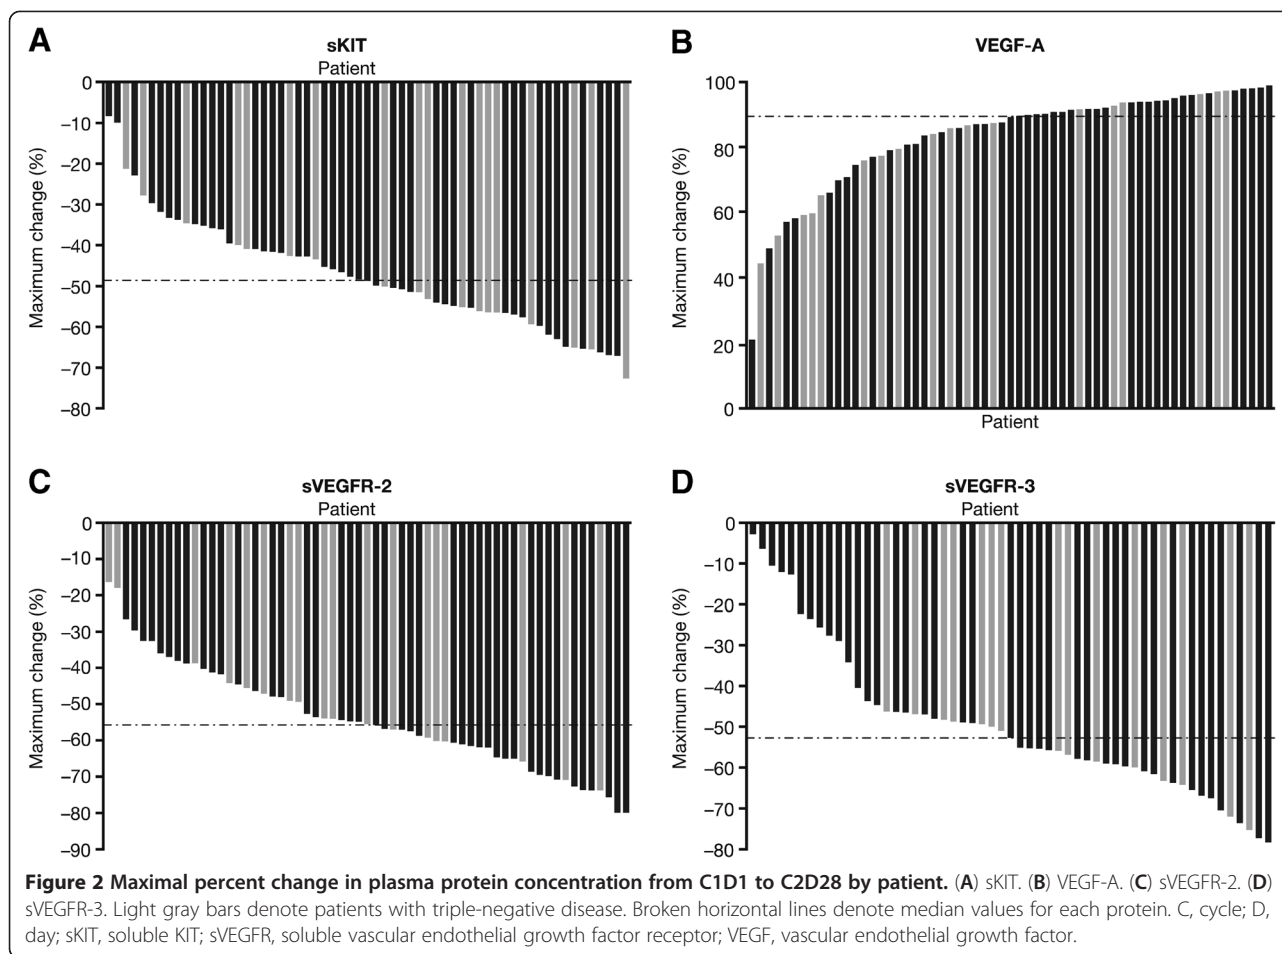 A
sKIT
Patient
Maximum change (%)
0
–10
–20
–30
–40
–50
–60
–70
–80
B
VEGF-A
Maximum change (%)
100
80
60
40
20
0
Patient
C
sVEGFR-2
Patient
Maximum change (%)
0
–10
–20
–30
–40
–50
–60
–70
–80
–90
D
sVEGFR-3
Patient
Maximum change (%)
0
–10
–20
–30
–40
–50
–60
–70
–80
Figure 2 Maximal percent change in plasma protein concentration from C1D1 to C2D28 by patient. (A) sKIT. (B) VEGF-A. (C) sVEGFR-2. (D)
sVEGFR-3. Light gray bars denote patients with triple-negative disease. Broken horizontal lines denote median values for each protein. C, cycle; D,
day; sKIT, soluble KIT; sVEGFR, soluble vascular endothelial growth factor receptor; VEGF, vascular endothelial growth factor.